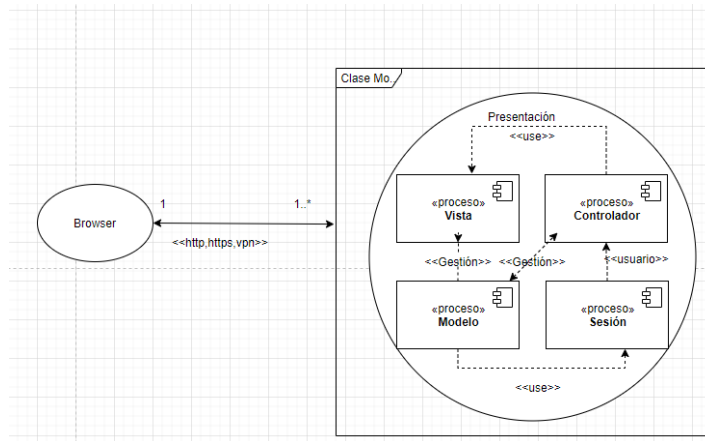 Clase Mo..
Presentación
<<use>>
«proceso»
Vista
«proceso»
Controlador
1
1..*
Browser
<<http,https,vpn>>
<<Gestión>>
<<Gestión>>
<<usuario>>
«proceso»
Modelo
«proceso»
Sesión
<<use>>